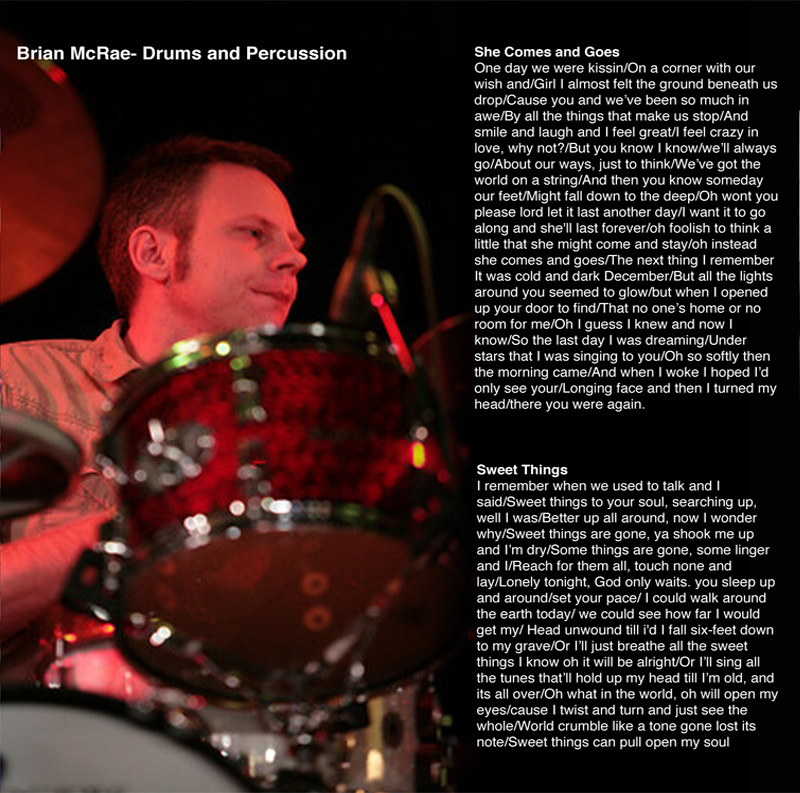 Brian McRae- Drums and Percussion
She Comes and Goes
One day we were kissin/On a corner with our
wish and/Girl I almost felt the ground beneath us
drop/Cause you and we've been so much in
awe/By all the things that make us stop/And
smile and laugh and I feel great/I feel crazy in
love, why not?/But you know I know/we'll always
go/About our ways, just to think/We've got the
world on a string/And then you know someday
our feet/Might fall down to the deep/Oh wont you
please lord let it last another day/I want it to go
along and she'll last forever/oh foolish to think a
little that she might come and stay/oh instead
she comes and goes/The next thing I remember
It was cold and dark December/But all the lights
around you seemed to glow/but when I opened
up your door to find/That no one's home or no
room for me/Oh I guess I knew and now I
know/So the last day I was dreaming/Under
stars that I was singing to you/Oh so softly then
the morning came/And when I woke I hoped I'd
only see your/Longing face and then I turned my
head/there you were again.
Sweet Things
I remember when we used to talk and I
said/Sweet things to your soul, searching up,
well I was/Better up all around, now I wonder
why/Sweet things are gone, ya shook me up
and I'm dry/Some things are gone, some linger
and I/Reach for them all, touch none and
lay/Lonely tonight, God only waits. you sleep up
and around/set your pace/ I could walk around
the earth today/ we could see how far I would
get my/ Head unwound till i'd I fall six-feet down
to my grave/Or I'll just breathe all the sweet
things I know oh it will be alright/Or I'll sing all
the tunes that'll hold up my head till I'm old, and
its all over/Oh what in the world, oh will open my
eyes/cause I twist and turn and just see the
whole/World crumble like a tone gone lost its
note/Sweet things can pull open my soul